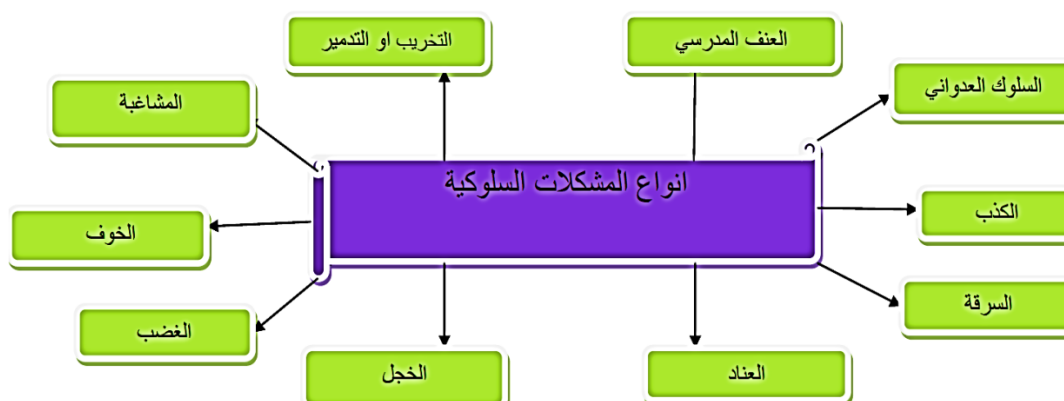 العنف المدرسي
التخريب او التدمير
السلوك العدواني
المشاغبة
انواع المشكلات السلوكية
الكذب
الخوف
السرقة
الغضب
العناد
الخجل